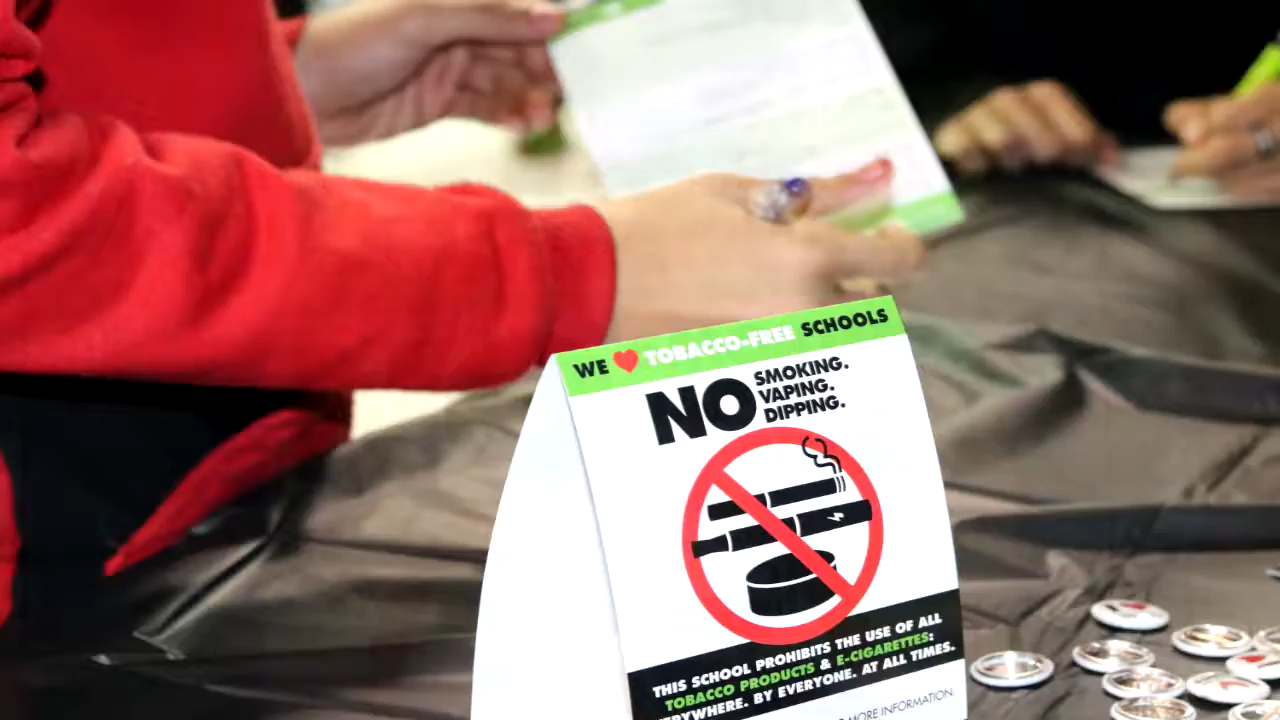 WE ❤ TOBACCO-FREE SCHOOLS
NO SMOKING.
VAPING.
DIPPING.
THIS SCHOOL PROHIBITS THE USE OF ALL
TOBACCO PRODUCTS & E-CIGARETTES:
BY EVERYONE. AT ALL TIMES.
MORE INFORMATION.